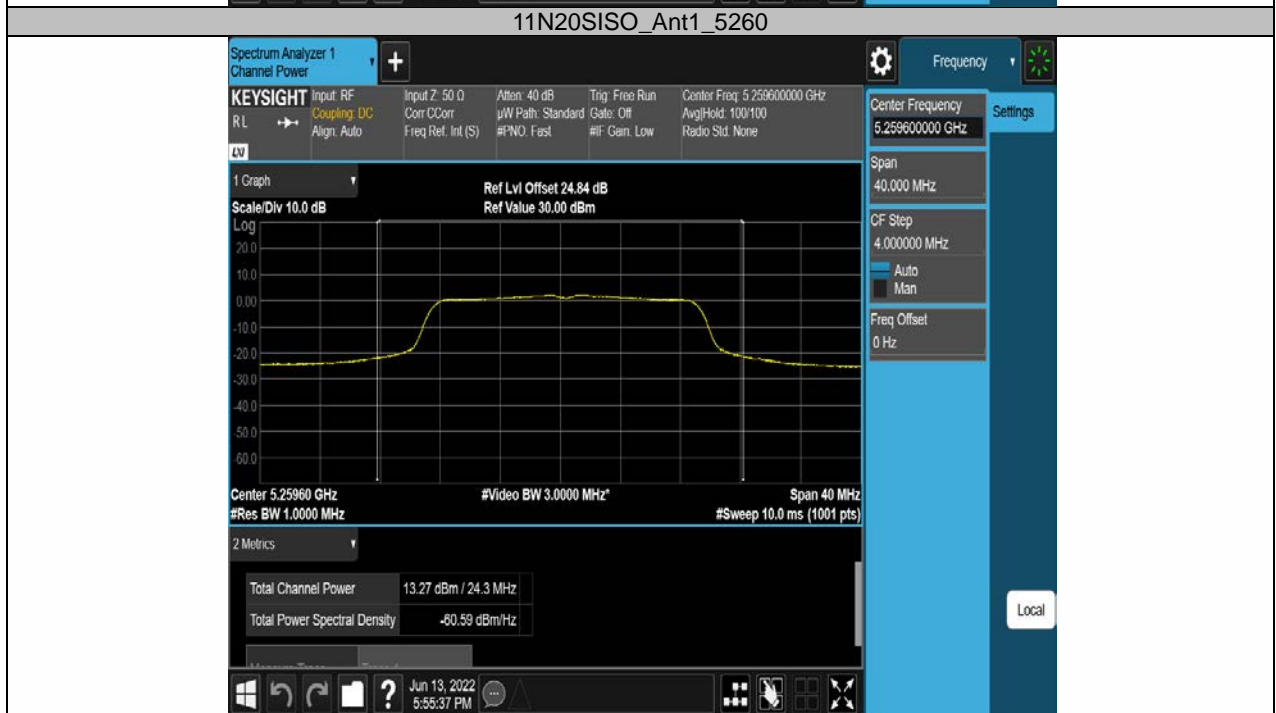 11N20SISO_Ant1_5260
Spectrum Analyzer 1
Channel Power
+
Frequency
KEYSIGHT
RL
LXI
Input: RF
Coupling: DC
Align: Auto
Input Z: 50 Ω
Corr CCorr
Freq Ref: Int (S)
Atten: 40 dB
µW Path: Standard
#PNO: Fast
Trig: Free Run
Gate: Off
#IF Gain: Low
Center Freq: 5.259600000 GHz
Avg|Hold: 100/100
Radio Std: None
Center Frequency
5.259600000 GHz
Settings
Span
40.000 MHz
CF Step
4.000000 MHz
Auto
Man
Freq Offset
0 Hz
Local
1 Graph
Ref Lvl Offset 24.84 dB
Scale/Div 10.0 dB
Ref Value 30.00 dBm
Log
20.0
10.0
0.00
-10.0
-20.0
-30.0
-40.0
-50.0
-60.0
Center 5.25960 GHz
#Video BW 3.0000 MHz*
Span 40 MHz
#Res BW 1.0000 MHz
#Sweep 10.0 ms (1001 pts)
2 Metrics
Total Channel Power 13.27 dBm / 24.3 MHz
Total Power Spectral Density -60.59 dBm/Hz
?
Jun 13, 2022
5:55:37 PM